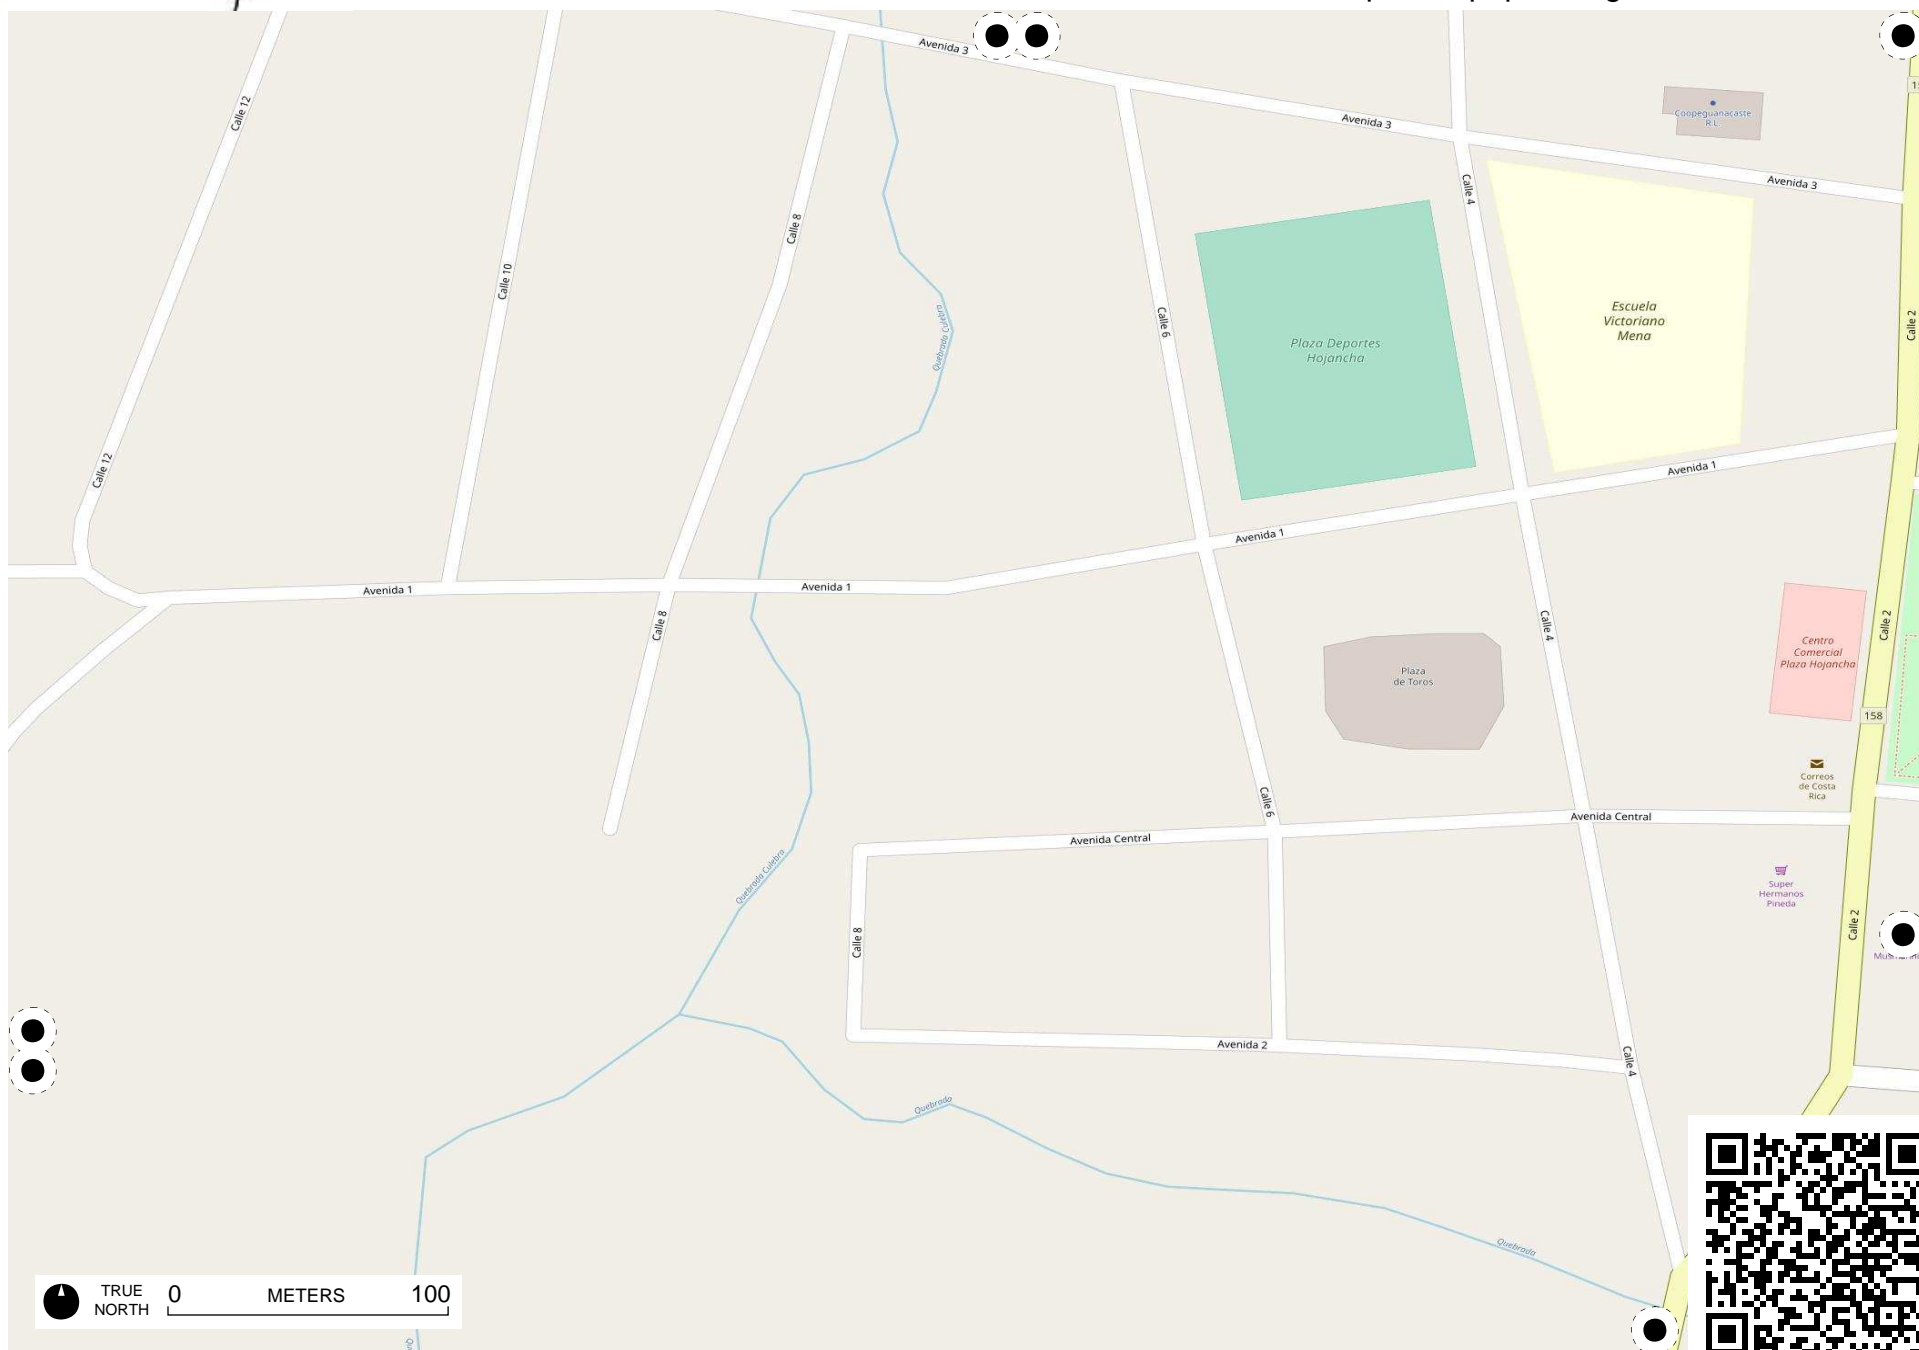 Avenida 3
Calle 12
Avenida 3
Coopeguanacaste
R.L.
Avenida 3
Calle 4
Calle 8
Calle 10
Quebrada Culebra
Calle 6
Escuela
Victoriano
Mena
Calle 2
Plaza Deportes
Hojancha
Calle 12
Avenida 1
Avenida 1
Avenida 1
Avenida 1
Calle 8
Calle 4
Calle 2
Centro
Comercial
Plaza Hojancha
Plaza
de Toros
158
Correos
de Costa
Rica
Calle 6
Avenida Central
Avenida Central
Quebrada Culebra
Super
Hermanos
Pineda
Calle 2
Calle 8
Avenida 2
Calle 4
Quebrada
Quebrada
TRUE
NORTH
0 METERS 100